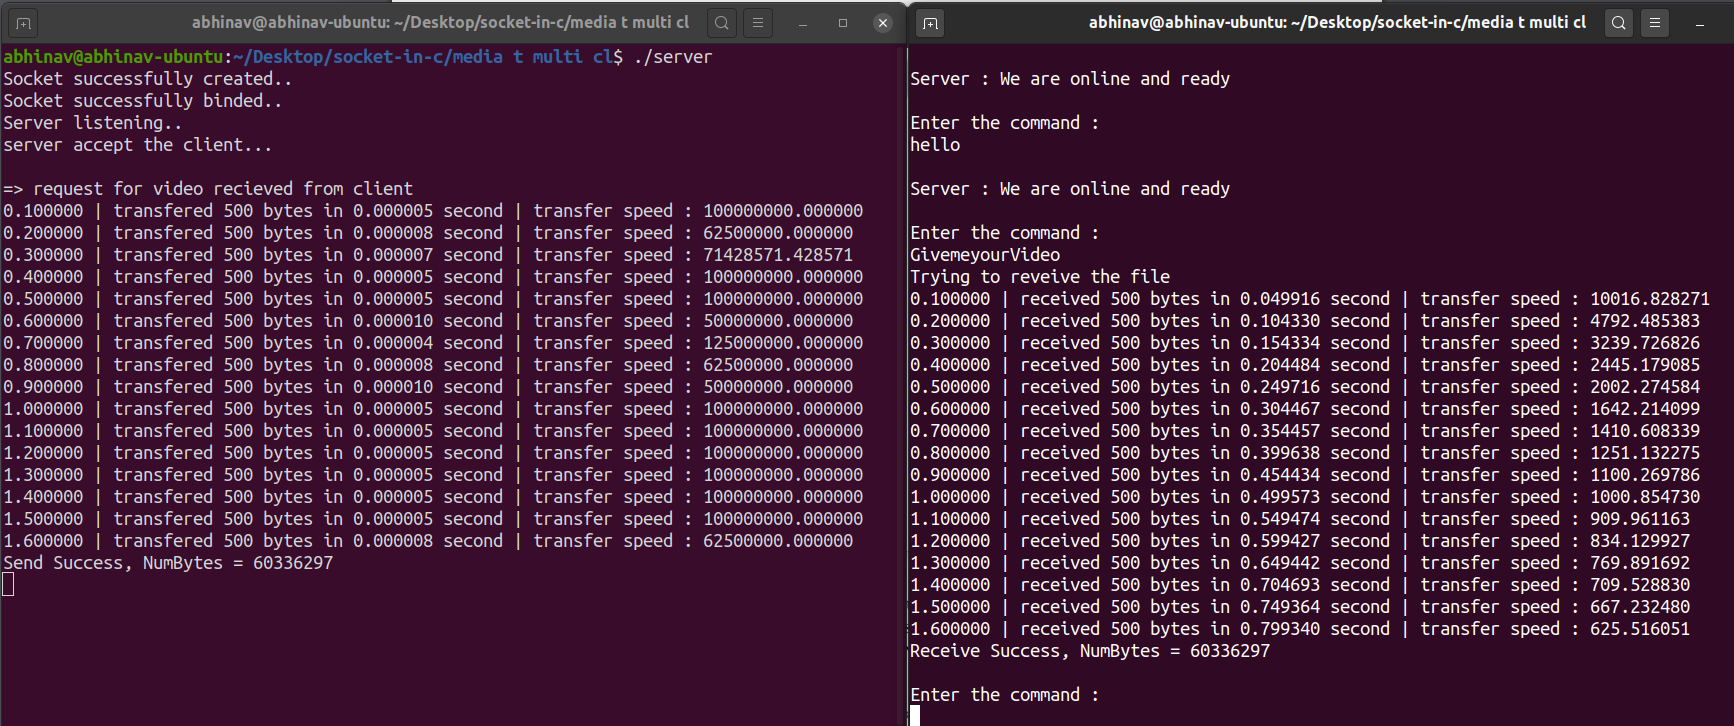 abhinav@abhinav-ubuntu: ~/Desktop/socket-in-c/media t multi cl
abhinav@abhinav-ubuntu:~/Desktop/socket-in-c/media t multi cl$ ./server
Socket successfully created..
Socket successfully binded..
Server listening..
server accept the client...
=> request for video recieved from client
0.100000 | transfered 500 bytes in 0.000005 second | transfer speed : 100000000.000000
0.200000 | transfered 500 bytes in 0.000008 second | transfer speed : 62500000.000000
0.300000 | transfered 500 bytes in 0.000007 second | transfer speed : 71428571.428571
0.400000 | transfered 500 bytes in 0.000005 second | transfer speed : 100000000.000000
0.500000 | transfered 500 bytes in 0.000005 second | transfer speed : 100000000.000000
0.600000 | transfered 500 bytes in 0.000010 second | transfer speed : 50000000.000000
0.700000 | transfered 500 bytes in 0.000004 second | transfer speed : 125000000.000000
0.800000 | transfered 500 bytes in 0.000008 second | transfer speed : 62500000.000000
0.900000 | transfered 500 bytes in 0.000010 second | transfer speed : 50000000.000000
1.000000 | transfered 500 bytes in 0.000005 second | transfer speed : 100000000.000000
1.100000 | transfered 500 bytes in 0.000005 second | transfer speed : 100000000.000000
1.200000 | transfered 500 bytes in 0.000005 second | transfer speed : 100000000.000000
1.300000 | transfered 500 bytes in 0.000005 second | transfer speed : 100000000.000000
1.400000 | transfered 500 bytes in 0.000005 second | transfer speed : 100000000.000000
1.500000 | transfered 500 bytes in 0.000005 second | transfer speed : 100000000.000000
1.600000 | transfered 500 bytes in 0.000008 second | transfer speed : 62500000.000000
Send Success, NumBytes = 60336297
abhinav@abhinav-ubuntu: ~/Desktop/socket-in-c/media t multi cl
Server : We are online and ready
Enter the command :
hello
Server : We are online and ready
Enter the command :
GivemeyourVideo
Trying to reveive the file
0.100000 | received 500 bytes in 0.049916 second | transfer speed : 10016.828271
0.200000 | received 500 bytes in 0.104330 second | transfer speed : 4792.485383
0.300000 | received 500 bytes in 0.154334 second | transfer speed : 3239.726826
0.400000 | received 500 bytes in 0.204484 second | transfer speed : 2445.179085
0.500000 | received 500 bytes in 0.249716 second | transfer speed : 2002.274584
0.600000 | received 500 bytes in 0.304467 second | transfer speed : 1642.214099
0.700000 | received 500 bytes in 0.354457 second | transfer speed : 1410.608339
0.800000 | received 500 bytes in 0.399638 second | transfer speed : 1251.132275
0.900000 | received 500 bytes in 0.454434 second | transfer speed : 1100.269786
1.000000 | received 500 bytes in 0.499573 second | transfer speed : 1000.854730
1.100000 | received 500 bytes in 0.549474 second | transfer speed : 909.961163
1.200000 | received 500 bytes in 0.599427 second | transfer speed : 834.129927
1.300000 | received 500 bytes in 0.649442 second | transfer speed : 769.891692
1.400000 | received 500 bytes in 0.704693 second | transfer speed : 709.528830
1.500000 | received 500 bytes in 0.749364 second | transfer speed : 667.232480
1.600000 | received 500 bytes in 0.799340 second | transfer speed : 625.516051
Receive Success, NumBytes = 60336297
Enter the command :